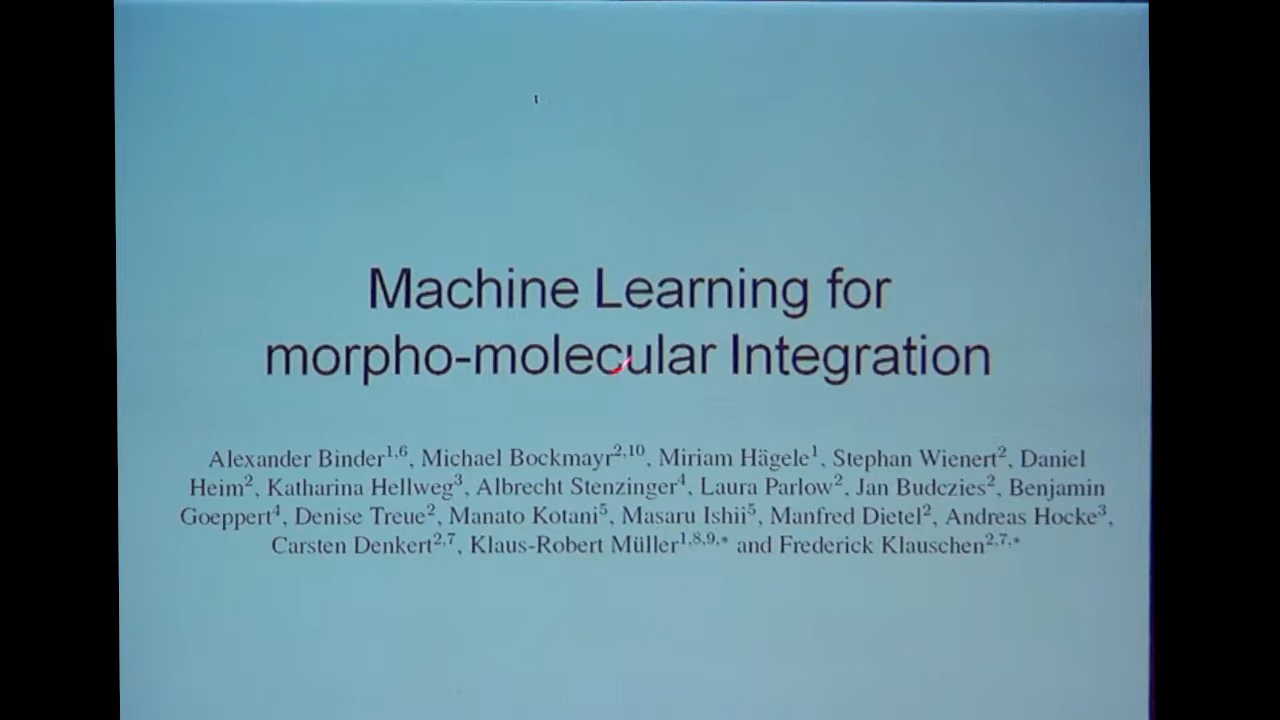 Machine Learning for
morpho-molecular Integration
Alexander Binder1,6, Michael Bockmayr2,10, Miriam Hägele1, Stephan Wienert2, Daniel
Heim2, Katharina Hellweg3, Albrecht Stenzinger4, Laura Parlow2, Jan Budczies2, Benjamin
Goeppert4, Denise Treue2, Manato Kotani5, Masaru Ishii5, Manfred Dietel2, Andreas Hocke3,
Carsten Denkert2,7, Klaus-Robert Müller1,8,9,* and Frederick Klauschen2,7,*